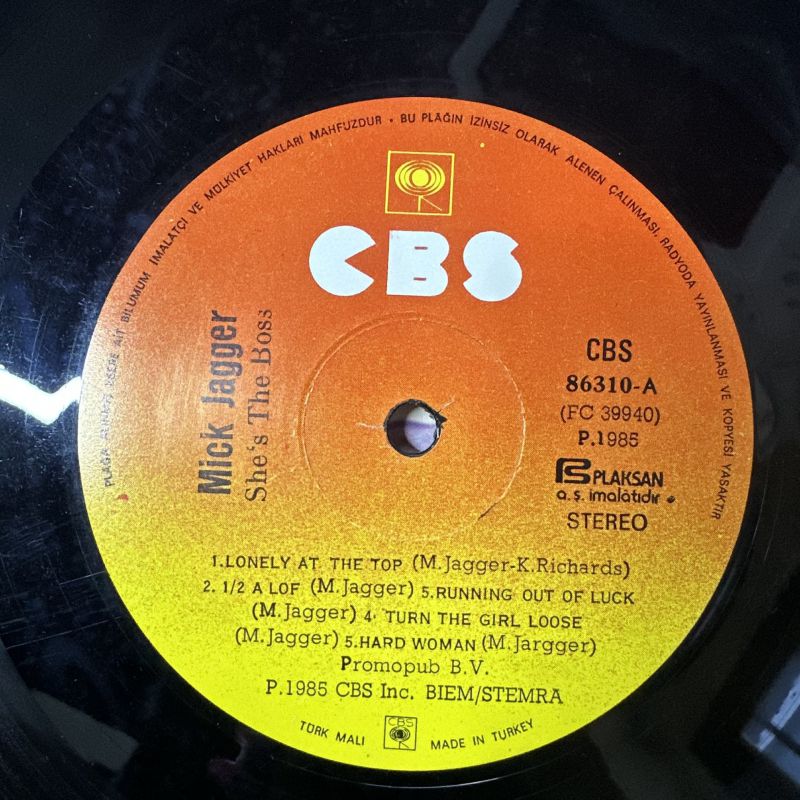 PLAĞA ALINAN ESERE AİT BİLUMUM İMALATÇI VE MÜLKİYET HAKLARI MAHFUZDUR • BU PLAĞIN İZİNSİZ OLARAK ALENEN ÇALINMASI, RADYODA YAYINLANMASI VE KOPYESİ YASAKTIR
CBS
Mick Jagger
She's The Boss
CBS
86310-A
(FC 39940)
P.1985
PLAKSAN
a.ş. imalâtıdır
STEREO
1.LONELY AT THE TOP (M.Jagger-K.Richards)
2. 1/2 A LOF (M.Jagger) 5.RUNNING OUT OF LUCK
(M.Jagger) 4. TURN THE GIRL LOOSE
(M.Jagger) 5.HARD WOMAN (M.Jargger)
Promopub B.V.
P.1985 CBS Inc. BIEM/STEMRA
TÜRK MALI CBS MADE IN TURKEY